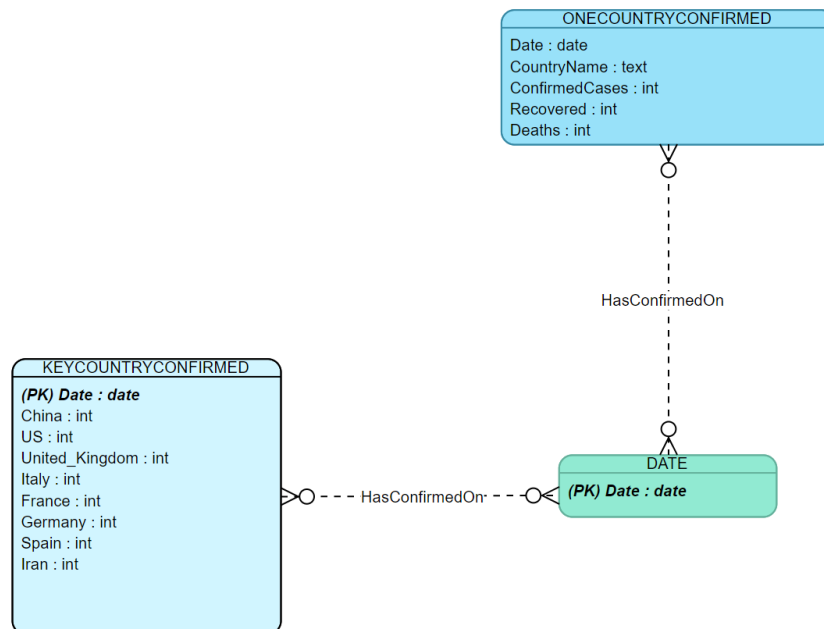 ONECOUNTRYCONFIRMED
Date : date
CountryName : text
ConfirmedCases : int
Recovered : int
Deaths : int
HasConfirmedOn
KEYCOUNTRYCONFIRMED
(PK) Date : date
China : int
US : int
United_Kingdom : int
Italy : int
France : int
Germany : int
Spain : int
Iran : int
HasConfirmedOn
DATE
(PK) Date : date